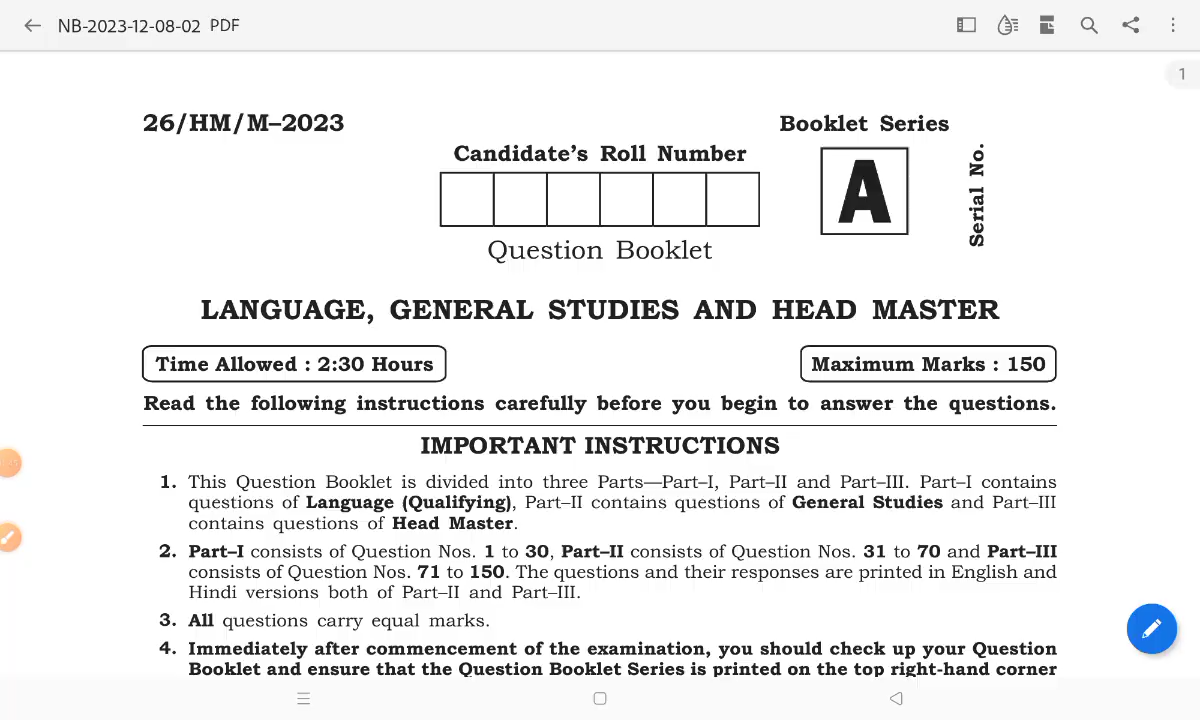 NB-2023-12-08-02 PDF
1
26/HM/M–2023
Booklet Series
Candidate's Roll Number
A
Serial No.
Question Booklet
LANGUAGE, GENERAL STUDIES AND HEAD MASTER
Time Allowed : 2:30 Hours
Maximum Marks : 150
Read the following instructions carefully before you begin to answer the questions.
IMPORTANT INSTRUCTIONS
1. This Question Booklet is divided into three Parts—Part–I, Part–II and Part–III. Part–I contains
questions of Language (Qualifying), Part–II contains questions of General Studies and Part–III
contains questions of Head Master.
2. Part–I consists of Question Nos. 1 to 30, Part–II consists of Question Nos. 31 to 70 and Part–III
consists of Question Nos. 71 to 150. The questions and their responses are printed in English and
Hindi versions both of Part–II and Part–III.
3. All questions carry equal marks.
4. Immediately after commencement of the examination, you should check up your Question
Booklet and ensure that the Question Booklet Series is printed on the top right-hand corner